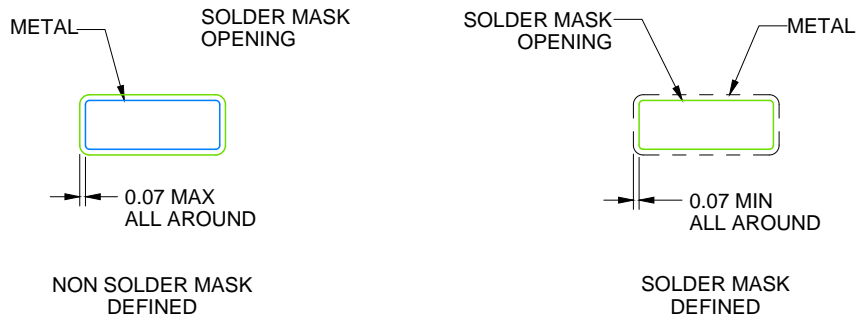 METAL
SOLDER MASK
OPENING
0.07 MAX
ALL AROUND
NON SOLDER MASK
DEFINED
SOLDER MASK
OPENING
METAL
0.07 MIN
ALL AROUND
SOLDER MASK
DEFINED